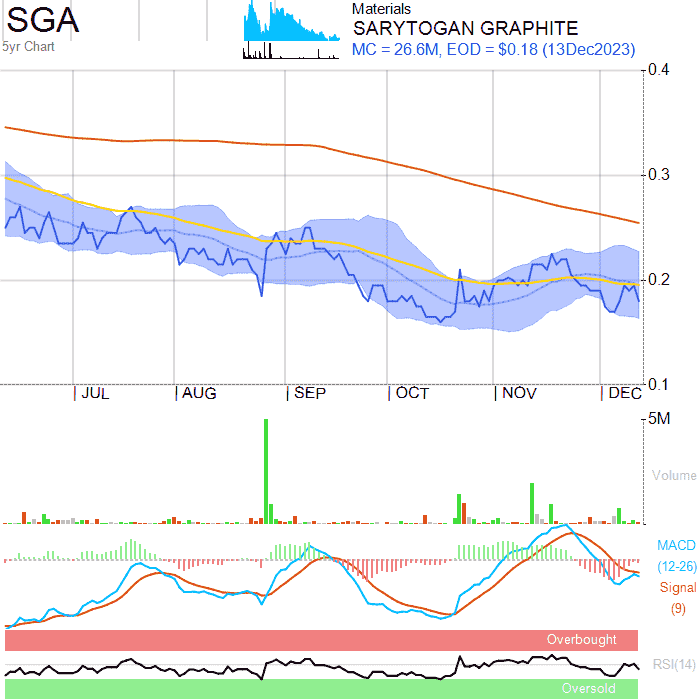 SGA
5yr Chart
Materials
SARYTOGAN GRAPHITE
MC = 26.6M, EOD = $0.18 (13Dec2023)
0.4
0.3
0.2
0.1
JUL AUG SEP OCT NOV DEC
5M
Volume
MACD
(12-26)
Signal
(9)
Overbought
RSI(14)
Oversold